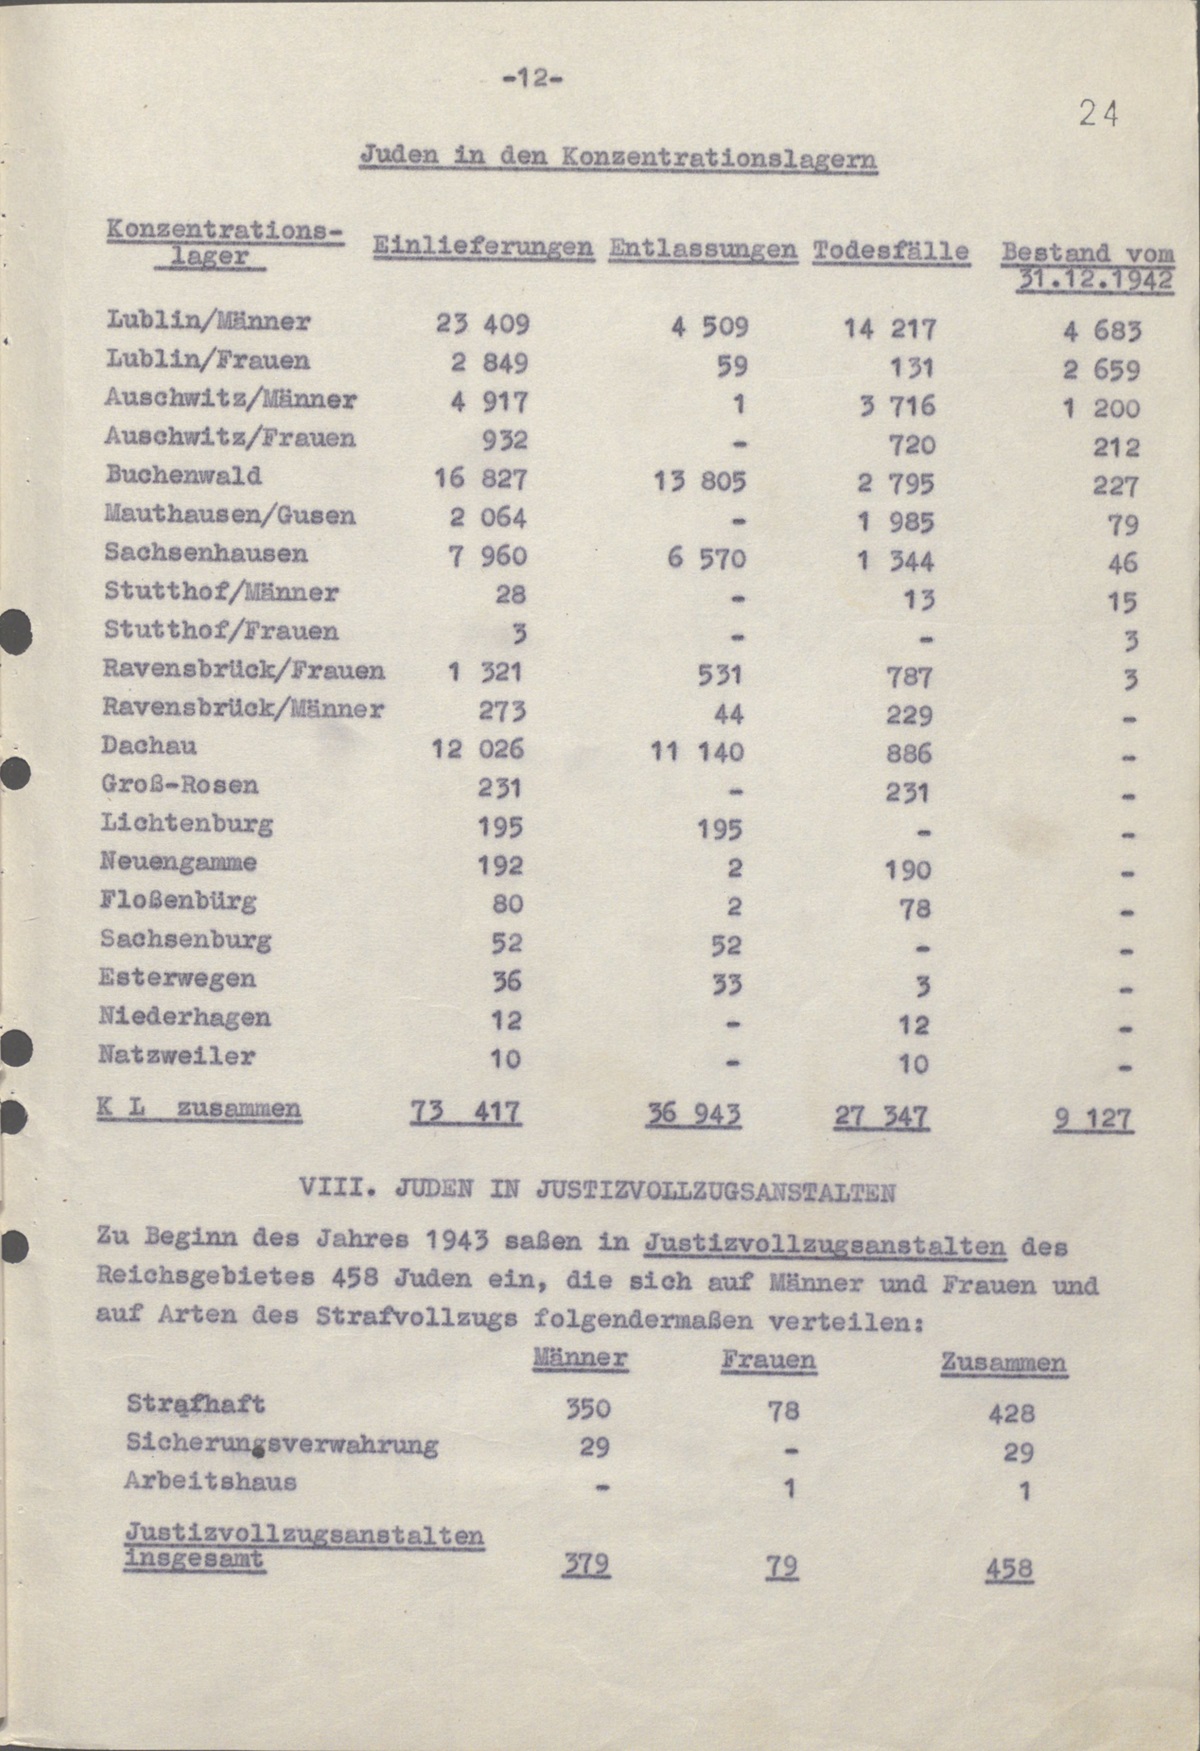 -12-
24
Juden in den Konzentrationslagern
Konzentrations-lager Einlieferungen Entlassungen Todesfälle Bestand vom 31.12.1942
Lublin/Männer 23 409 4 509 14 217 4 683
Lublin/Frauen 2 849 59 131 2 659
Auschwitz/Männer 4 917 1 3 716 1 200
Auschwitz/Frauen 932 - 720 212
Buchenwald 16 827 13 805 2 795 227
Mauthausen/Gusen 2 064 - 1 985 79
Sachsenhausen 7 960 6 570 1 344 46
Stutthof/Männer 28 - 13 15
Stutthof/Frauen 3 - - 3
Ravensbrück/Frauen 1 321 531 787 3
Ravensbrück/Männer 273 44 229 -
Dachau 12 026 11 140 886 -
Groß-Rosen 231 - 231 -
Lichtenburg 195 195 - -
Neuengamme 192 2 190 -
Floßenbürg 80 2 78 -
Sachsenburg 52 52 - -
Esterwegen 36 33 3 -
Niederhagen 12 - 12 -
Natzweiler 10 - 10 -
K L zusammen 73 417 36 943 27 347 9 127
VIII. JUDEN IN JUSTIZVOLLZUGSANSTALTEN
Zu Beginn des Jahres 1943 saßen in Justizvollzugsanstalten des
Reichsgebietes 458 Juden ein, die sich auf Männer und Frauen und
auf Arten des Strafvollzugs folgendermaßen verteilen:
Männer Frauen Zusammen
Strafhaft 350 78 428
Sicherungsverwahrung 29 - 29
Arbeitshaus - 1 1
Justizvollzugsanstalten
insgesamt 379 79 458